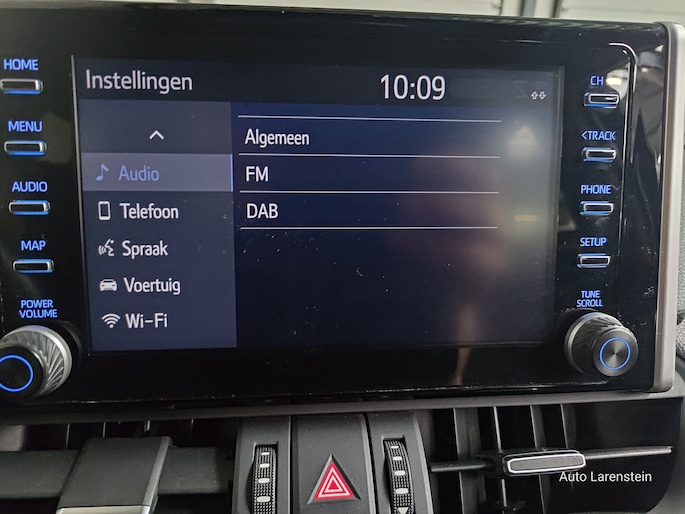 HOME
MENU
AUDIO
MAP
POWER
VOLUME
Instellingen
10:09
Audio
Telefoon
Spraak
Voertuig
Wi-Fi
Algemeen
FM
DAB
CH
<TRACK
PHONE
SETUP
TUNE
SCROLL
Auto Larenstein